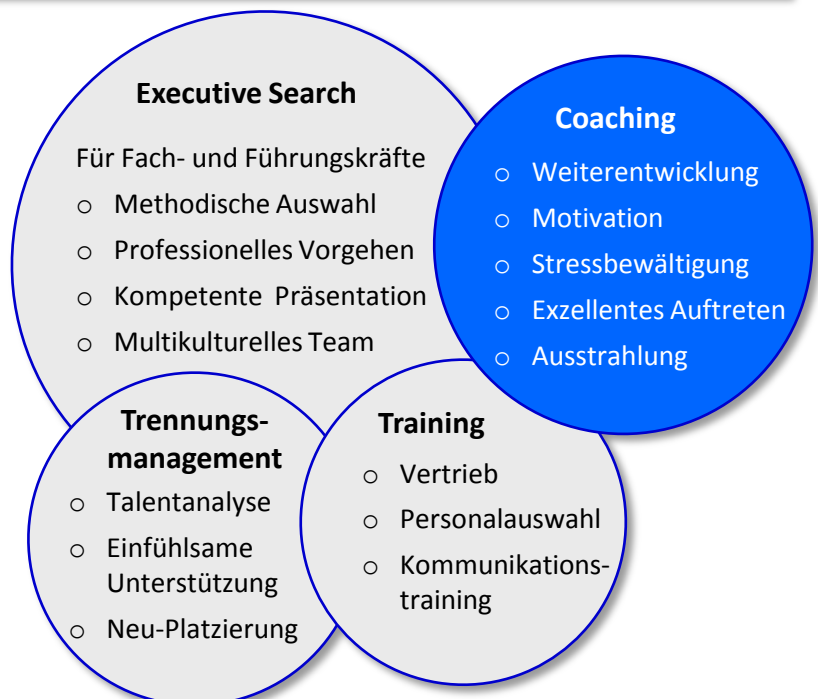 Executive Search
Für Fach- und Führungskräfte
o Methodische Auswahl
o Professionelles Vorgehen
o Kompetente Präsentation
o Multikulturelles Team
Coaching
o Weiterentwicklung
o Motivation
o Stressbewältigung
o Exzellentes Auftreten
o Ausstrahlung
Trennungs-
management
o Talentanalyse
o Einfühlsame
Unterstützung
o Neu-Platzierung
Training
o Vertrieb
o Personalauswahl
o Kommunikations-
training